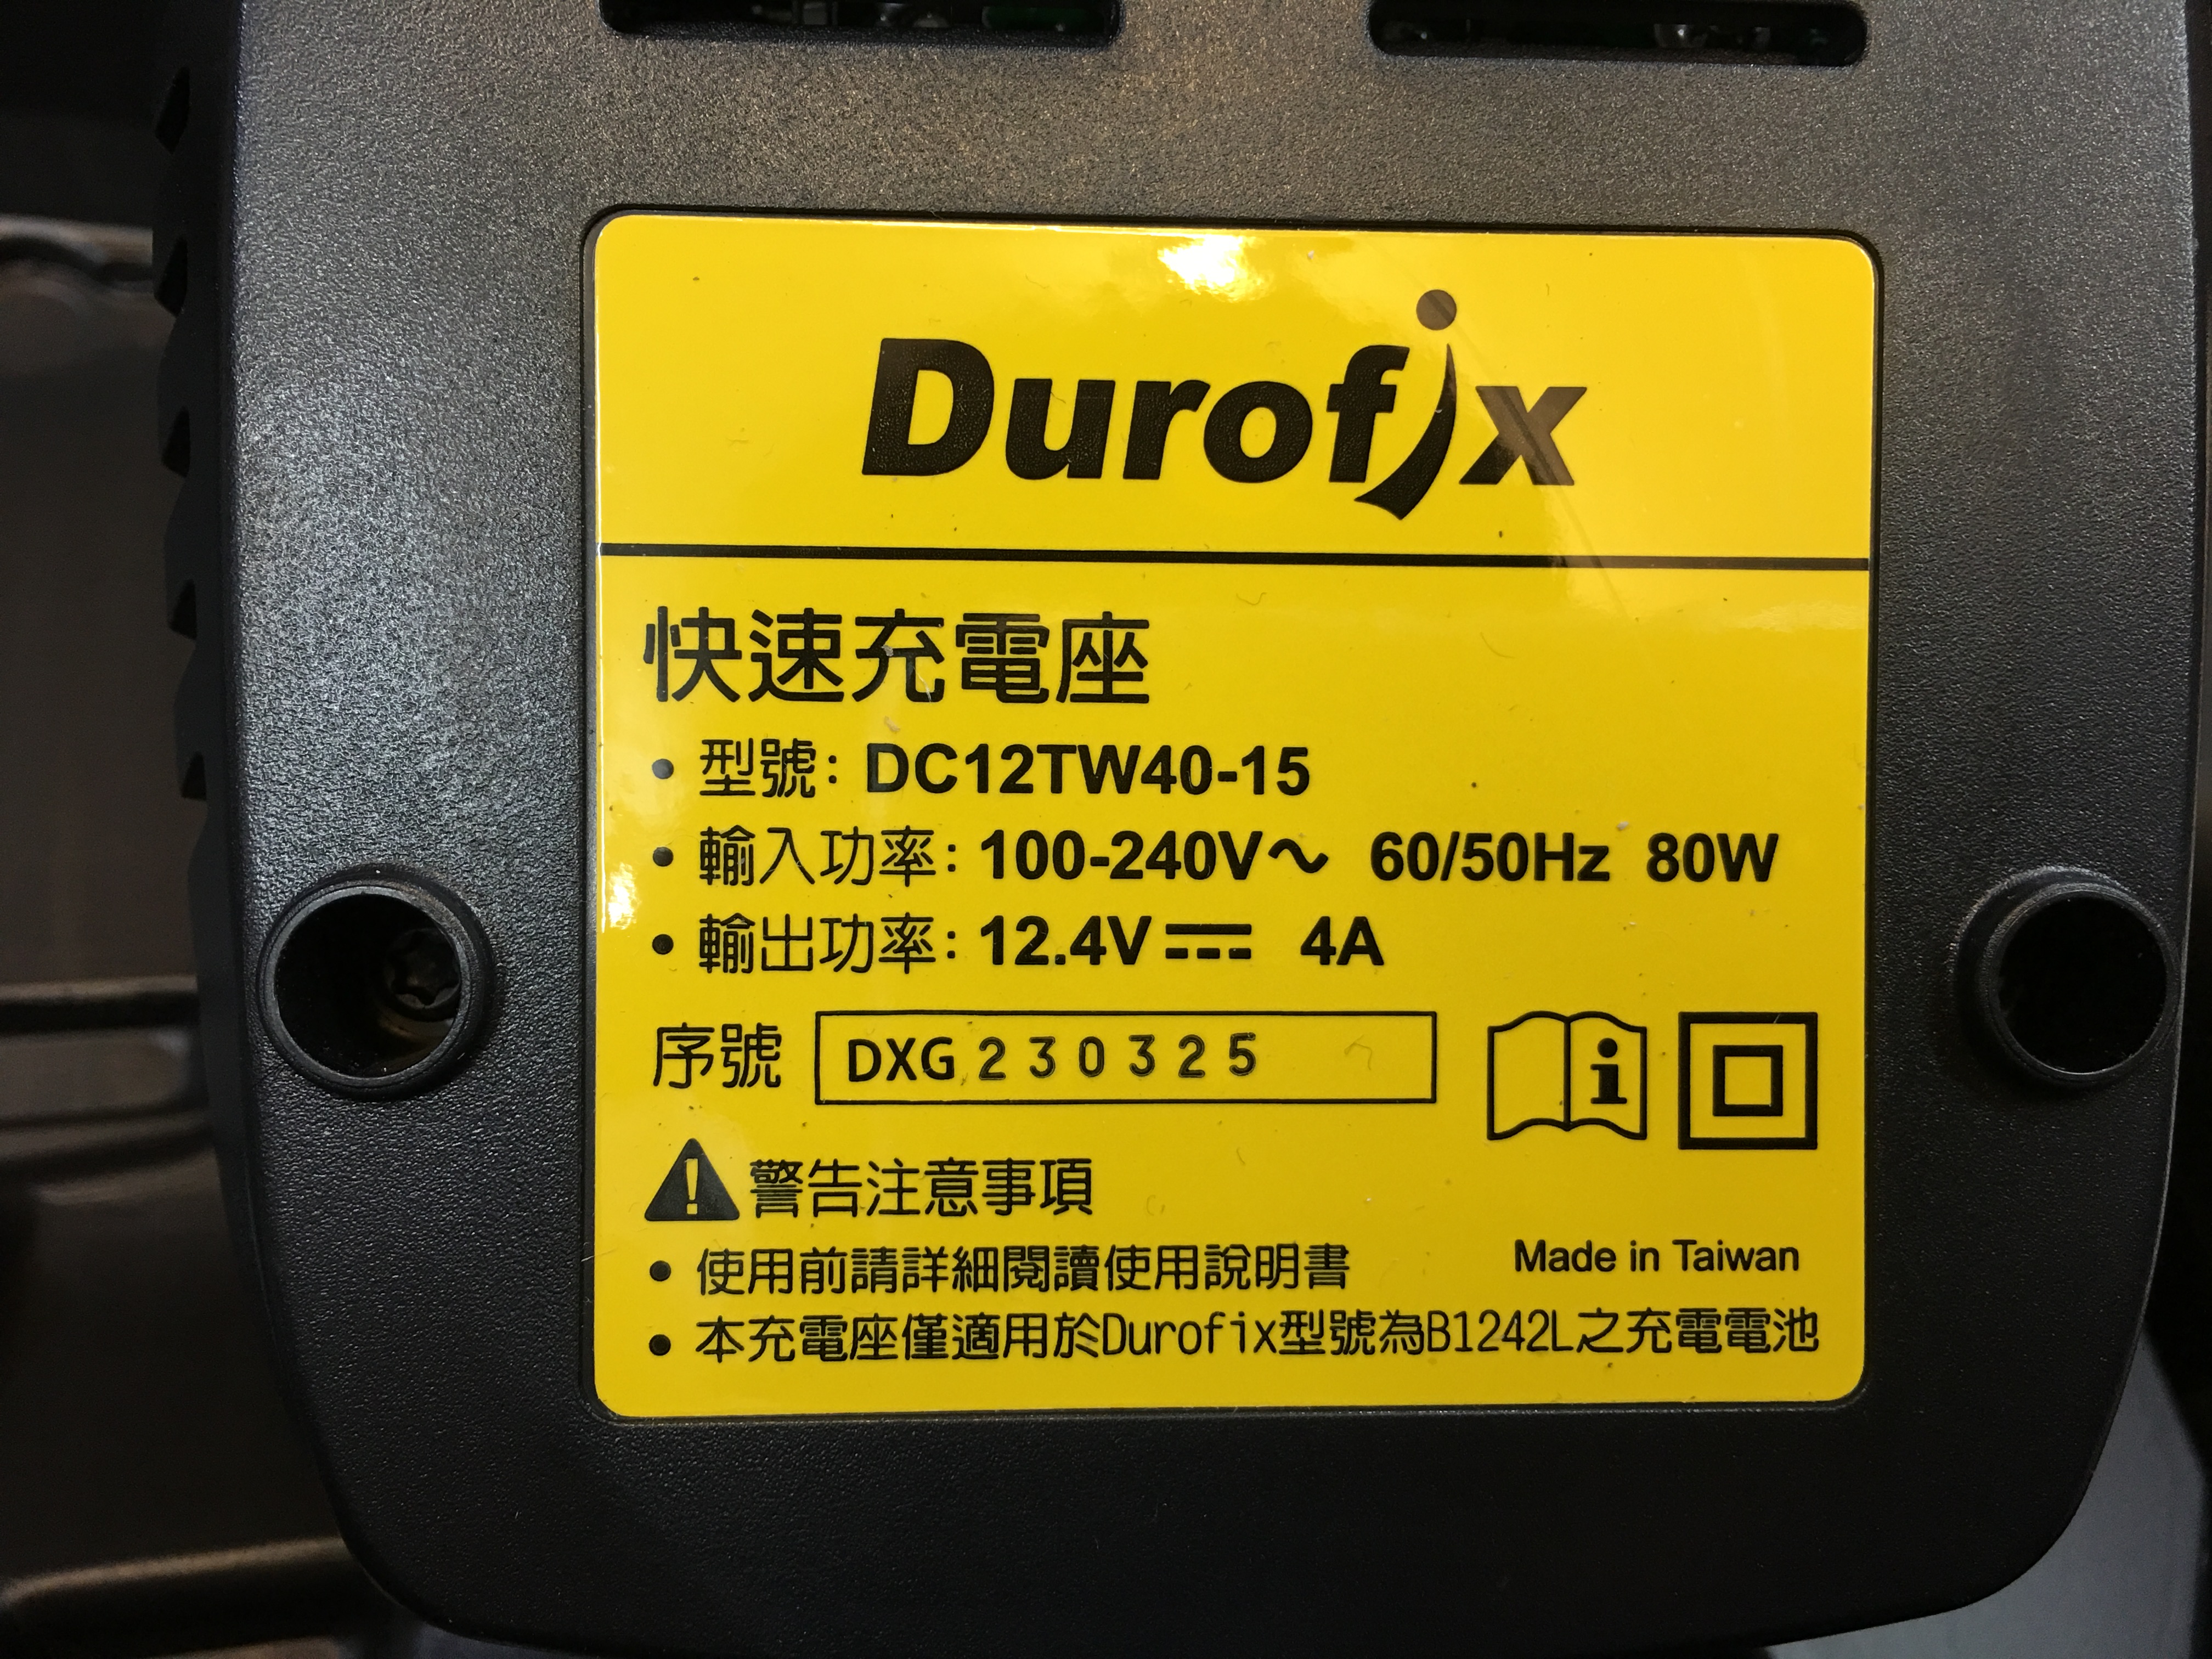 Durofix
快速充電座
• 型號: DC12TW40-15
• 輸入功率: 100-240V～ 60/50Hz 80W
• 輸出功率: 12.4V⎓ 4A
序號 DXG 230325
警告注意事項
• 使用前請詳細閱讀使用說明書
Made in Taiwan
• 本充電座僅適用於Durofix型號為B1242L之充電電池